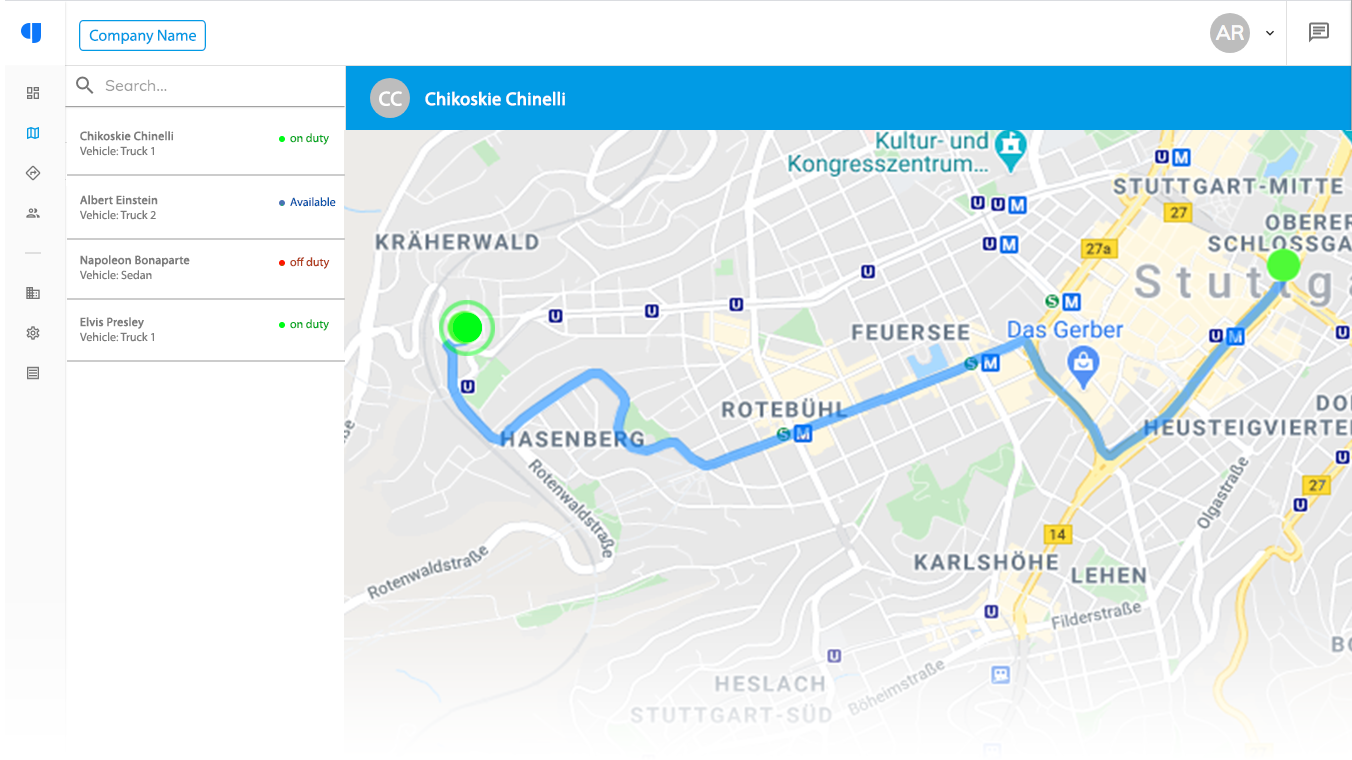 Company Name
AR
Search...
CC
Chikoskie Chinelli
Chikoskie Chinelli
on duty
Vehicle: Truck 1
Albert Einstein
Available
Vehicle: Truck 2
Napoleon Bonaparte
off duty
Vehicle: Sedan
Elvis Presley
on duty
Vehicle: Truck 1
Kultur- und
Kongresszentrum...
U M
STUTTGART-MITTE
27
U U M
OBERER
SCHLOSSGA
KRÄHERWALD
U M
27a
U
Stuttga
S M
U
U
U
FEUERSEE
Das Gerber
U M
U
S M
U
ROTEBÜHL
DO
S M
HASENBERG
HEUSTEIGVIERTE
U
Rotenwaldstraße
Olgastraße
27
U
14
Rotenwaldstraße
KARLSHÖHE
LEHEN
U
Filderstraße
U
HESLACH
Böheimstraße
STUTTGART-SÜD